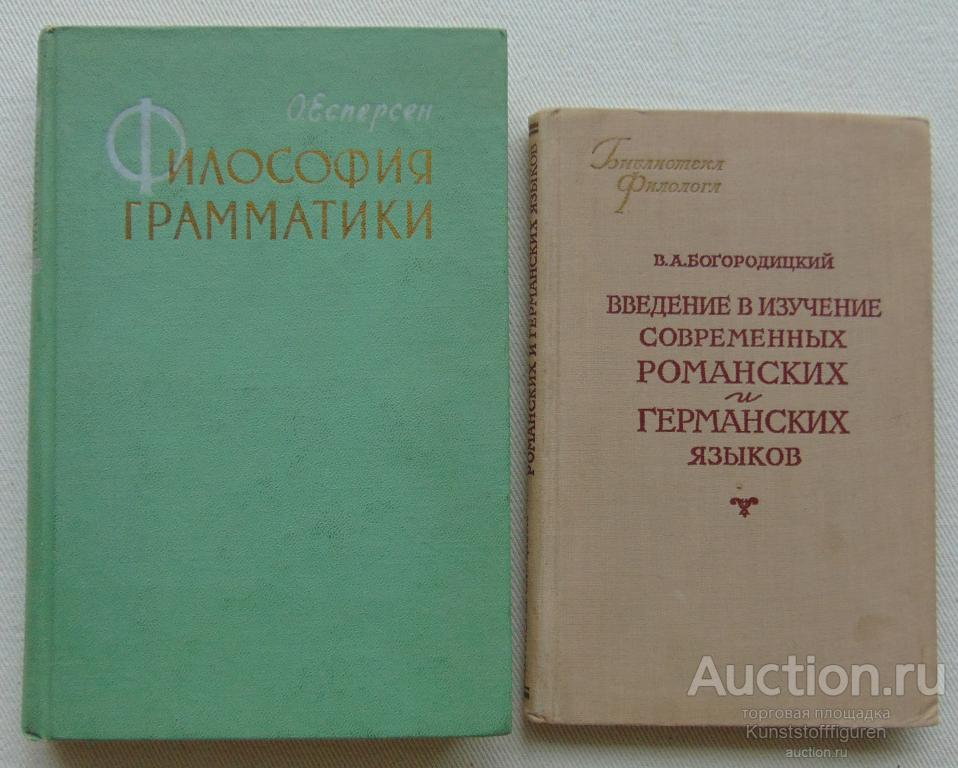 О. Есперсен
ФИЛОСОФИЯ
ГРАММАТИКИ
РОМАНСКИХ И ГЕРМАНСКИХ ЯЗЫКОВ
Библиотека
Филолога
В. А. БОГОРОДИЦКИЙ
ВВЕДЕНИЕ В ИЗУЧЕНИЕ
СОВРЕМЕННЫХ
РОМАНСКИХ
и
ГЕРМАНСКИХ
ЯЗЫКОВ
Auction.ru
торговая площадка
Kunstofffiguren
auction.ru